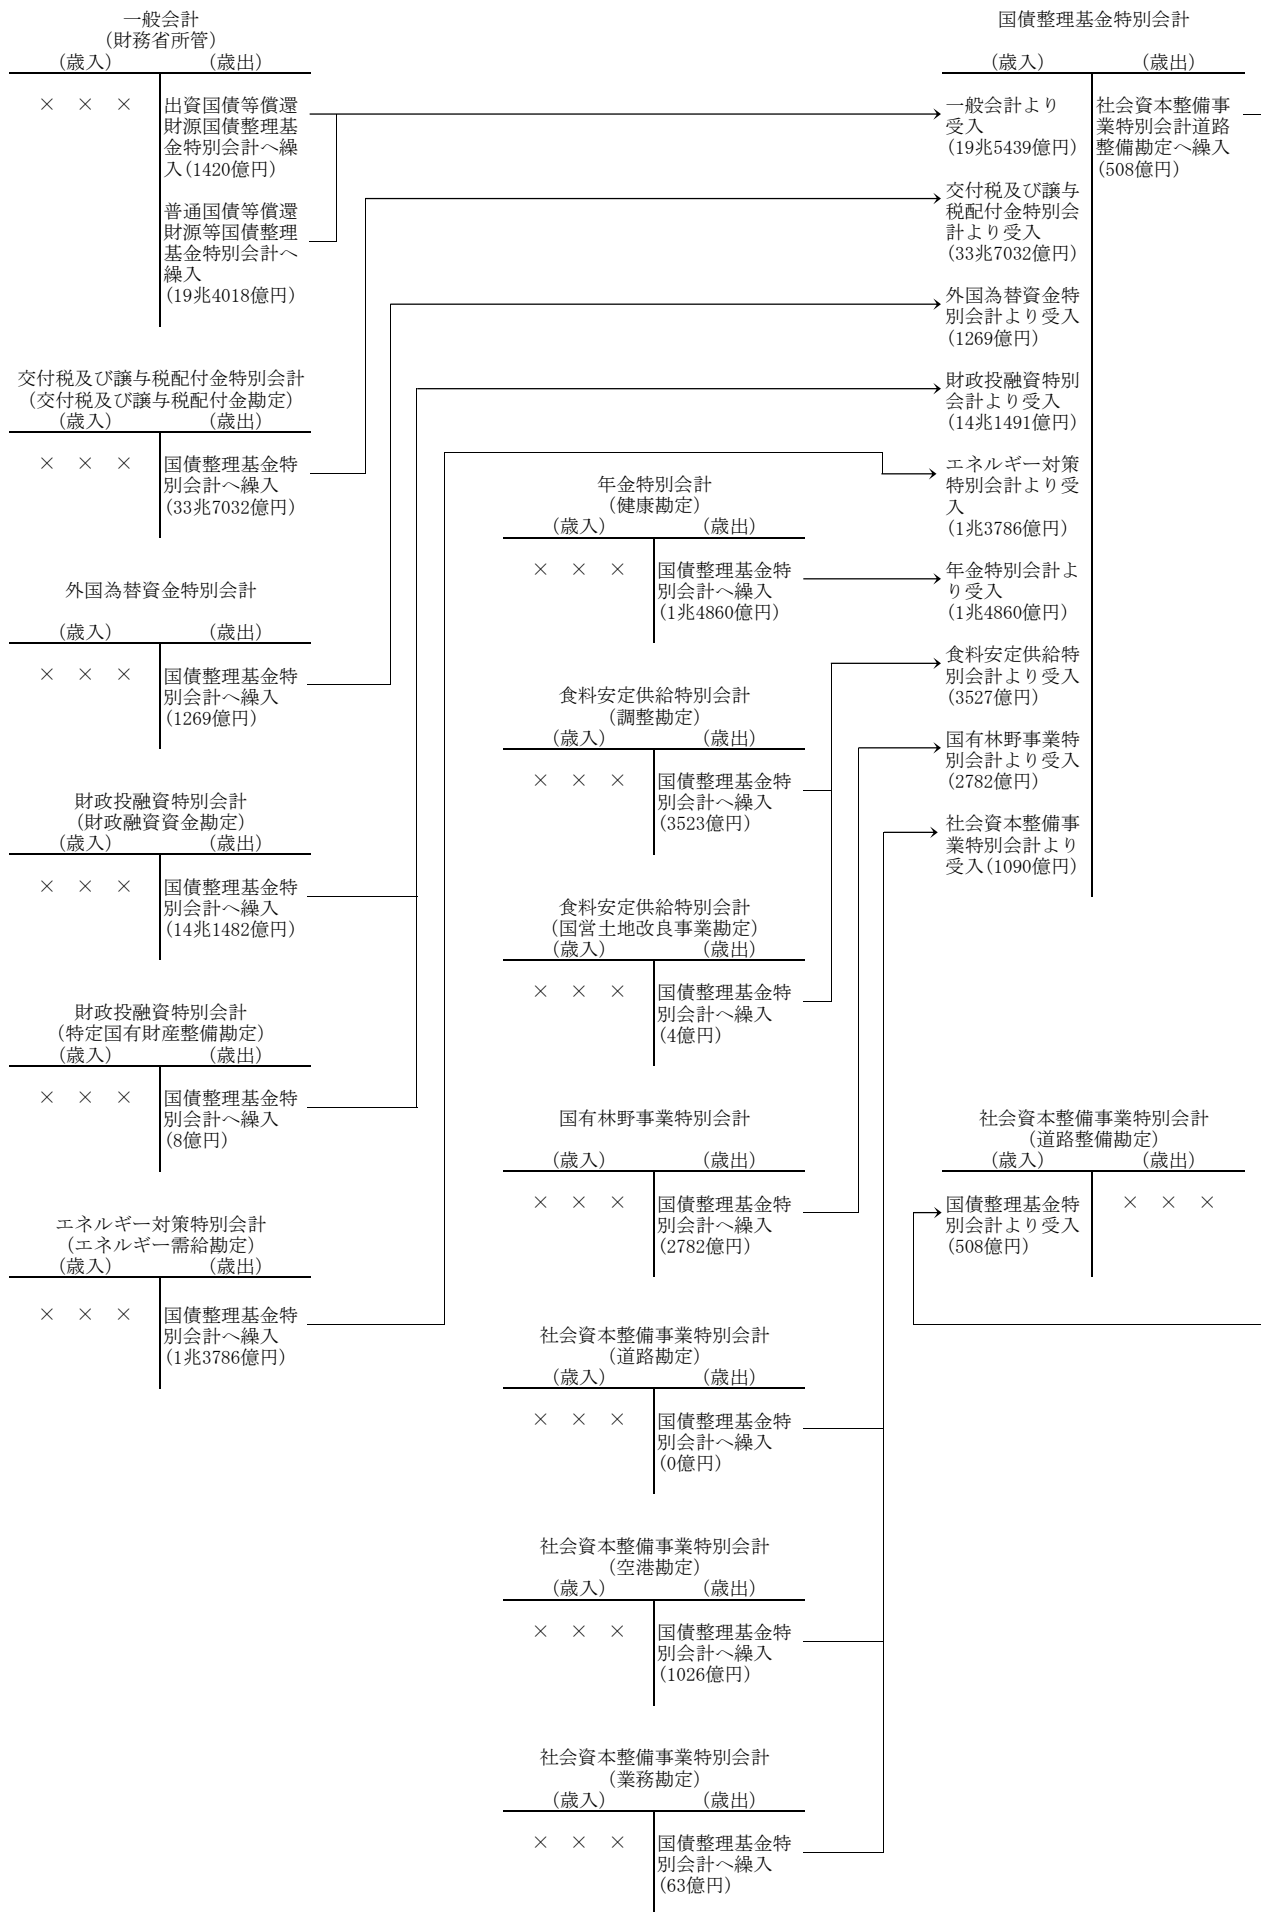 一般会計
(財務省所管)
(歳入) (歳出)
× × ×
出資国債等償還
財源国債整理基
金特別会計へ繰
入(1420億円)
普通国債等償還
財源等国債整理
基金特別会計へ
繰入
(19兆4018億円)
交付税及び譲与税配付金特別会計
(交付税及び譲与税配付金勘定)
(歳入) (歳出)
× × ×
国債整理基金特
別会計へ繰入
(33兆7032億円)
外国為替資金特別会計
(歳入) (歳出)
× × ×
国債整理基金特
別会計へ繰入
(1269億円)
財政投融資特別会計
(財政融資資金勘定)
(歳入) (歳出)
× × ×
国債整理基金特
別会計へ繰入
(14兆1482億円)
財政投融資特別会計
(特定国有財産整備勘定)
(歳入) (歳出)
× × ×
国債整理基金特
別会計へ繰入
(8億円)
エネルギー対策特別会計
(エネルギー需給勘定)
(歳入) (歳出)
× × ×
国債整理基金特
別会計へ繰入
(1兆3786億円)
年金特別会計
(健康勘定)
(歳入) (歳出)
× × ×
国債整理基金特
別会計へ繰入
(1兆4860億円)
食料安定供給特別会計
(調整勘定)
(歳入) (歳出)
× × ×
国債整理基金特
別会計へ繰入
(3523億円)
食料安定供給特別会計
(国営土地改良事業勘定)
(歳入) (歳出)
× × ×
国債整理基金特
別会計へ繰入
(4億円)
国有林野事業特別会計
(歳入) (歳出)
× × ×
国債整理基金特
別会計へ繰入
(2782億円)
社会資本整備事業特別会計
(道路勘定)
(歳入) (歳出)
× × ×
国債整理基金特
別会計へ繰入
(0億円)
社会資本整備事業特別会計
(空港勘定)
(歳入) (歳出)
× × ×
国債整理基金特
別会計へ繰入
(1026億円)
社会資本整備事業特別会計
(業務勘定)
(歳入) (歳出)
× × ×
国債整理基金特
別会計へ繰入
(63億円)
国債整理基金特別会計
(歳入) (歳出)
一般会計より
受入
(19兆5439億円)
交付税及び譲与
税配付金特別会
計より受入
(33兆7032億円)
外国為替資金特
別会計より受入
(1269億円)
財政投融資特別
会計より受入
(14兆1491億円)
エネルギー対策
特別会計より受
入
(1兆3786億円)
年金特別会計よ
り受入
(1兆4860億円)
食料安定供給特
別会計より受入
(3527億円)
国有林野事業特
別会計より受入
(2782億円)
社会資本整備事
業特別会計より
受入(1090億円)
社会資本整備事
業特別会計道路
整備勘定へ繰入
(508億円)
社会資本整備事業特別会計
(道路整備勘定)
(歳入) (歳出)
国債整理基金特
別会計より受入
(508億円)
× × ×